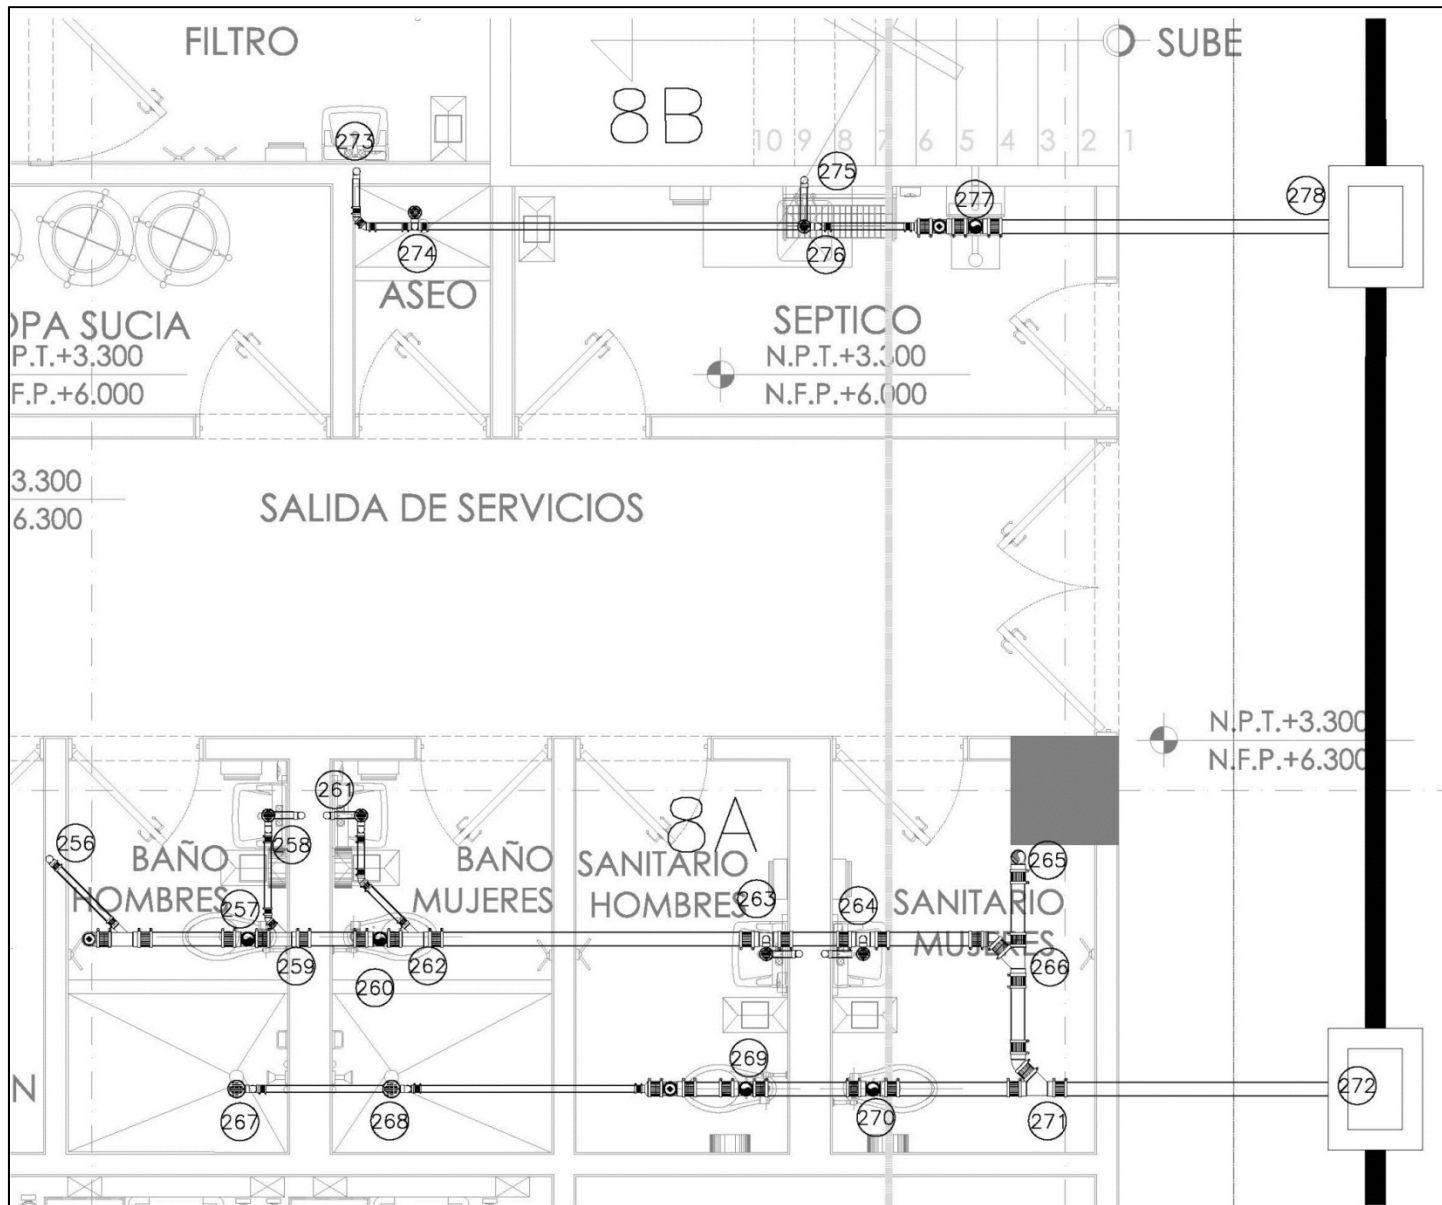 FILTRO
8B
SUBE
10 9 8 7 6 5 4 3 2 1
273
275
277
278
274
276
ASEO
OPA SUCIA
P.T.+3.300
F.P.+6.000
SEPTICO
N.P.T.+3.300
N.F.P.+6.000
3.300
6.300
SALIDA DE SERVICIOS
N.P.T.+3.300
N.F.P.+6.300
256
258
261
8A
265
BAÑO
HOMBRES
BAÑO
MUJERES
SANITARIO
HOMBRES
SANITARIO
MUJERES
257
263
264
259
260
262
266
N
267
268
269
270
271
272